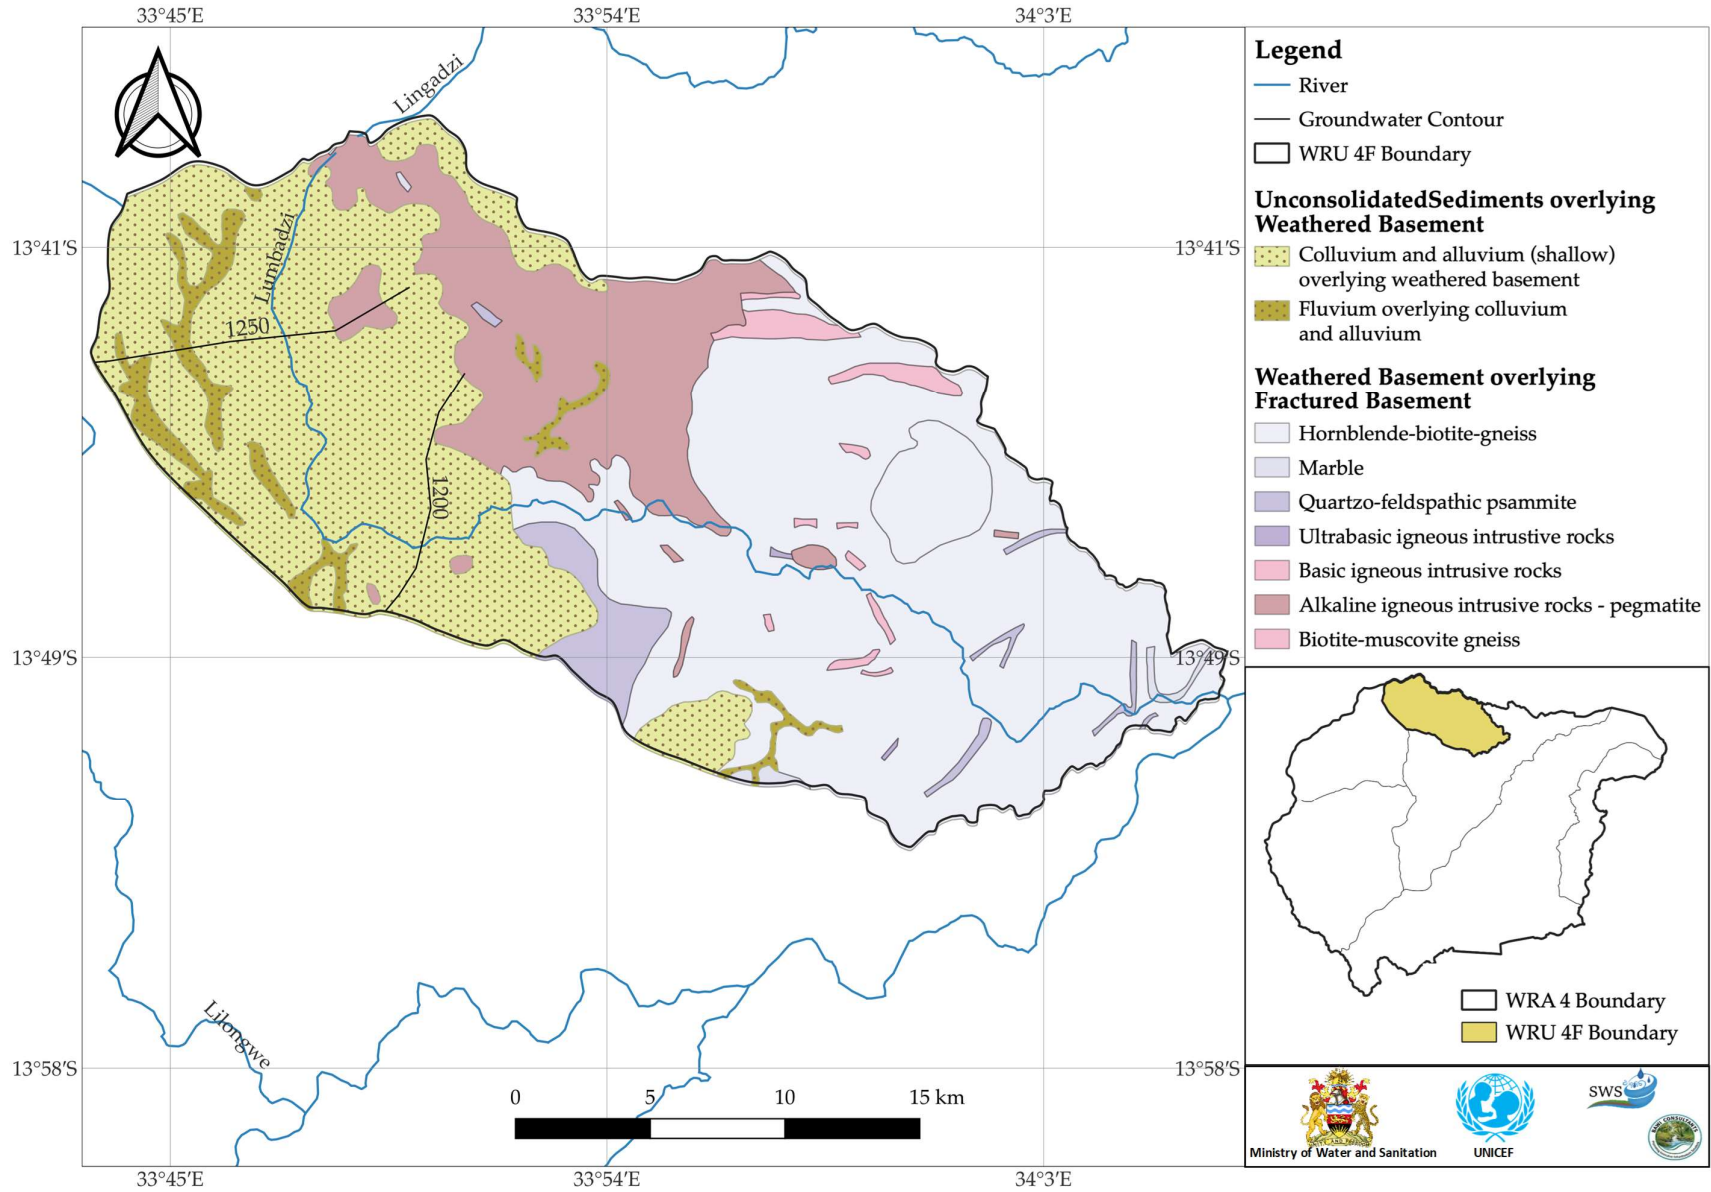 33°45'E
33°54'E
34°3'E
Lingadzi
13°41'S
13°41'S
Lumbadzi
1250
1200
13°49'S
13°49'S
Lilongwe
13°58'S
13°58'S
0
5
10
15 km
33°45'E
33°54'E
34°3'E
Legend
River
Groundwater Contour
WRU 4F Boundary
UnconsolidatedSediments overlying
Weathered Basement
Colluvium and alluvium (shallow)
overlying weathered basement
Fluvium overlying colluvium
and alluvium
Weathered Basement overlying
Fractured Basement
Hornblende-biotite-gneiss
Marble
Quartzo-feldspathic psammite
Ultrabasic igneous intrustive rocks
Basic igneous intrusive rocks
Alkaline igneous intrusive rocks - pegmatite
Biotite-muscovite gneiss
WRA 4 Boundary
WRU 4F Boundary
Ministry of Water and Sanitation
UNICEF
SWS